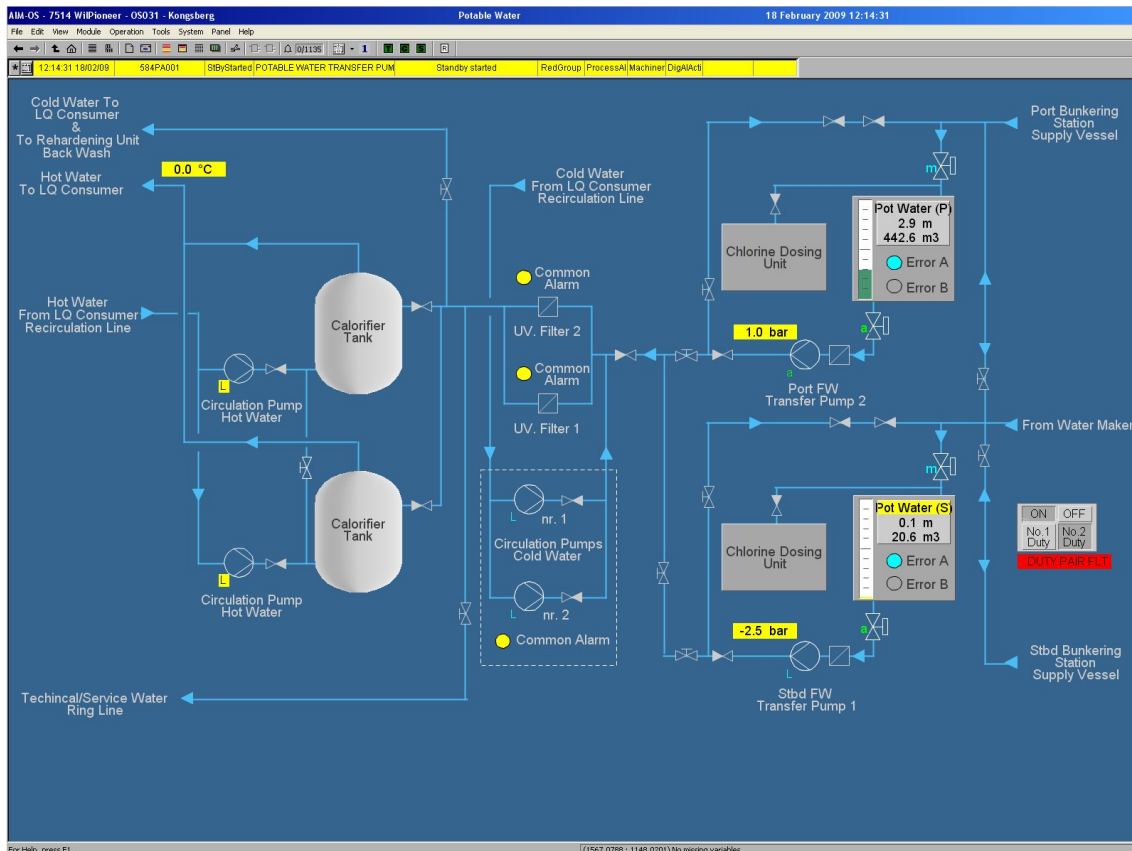 AIM-OS - 7514 WilPioneer - OS031 - Kongsberg
Potable Water
18 February 2009 12:14:31
File Edit View Module Operation Tools System Panel Help
0/1135
1
T
G
S
R
12:14:31 18/02/09
584PA001
StByStarted
POTABLE WATER TRANSFER PUM
Standby started
RedGroup
ProcessAl
Machiner
DigAlActi
Cold Water To
LQ Consumer
&
To Rehardening Unit
Back Wash
Hot Water
To LQ Consumer
0.0 °C
Cold Water
From LQ Consumer
Recirculation Line
Port Bunkering
Station
Supply Vessel
m
Pot Water (P)
2.9 m
442.6 m3
Error A
Error B
Chlorine Dosing
Unit
Common
Alarm
UV. Filter 2
Hot Water
From LQ Consumer
Recirculation Line
Calorifier
Tank
1.0 bar
a
a
Port FW
Transfer Pump 2
Common
Alarm
UV. Filter 1
L
Circulation Pump
Hot Water
From Water Maker
m
Pot Water (S)
0.1 m
20.6 m3
Error A
Error B
Chlorine Dosing
Unit
Calorifier
Tank
L
nr. 1
Circulation Pumps
Cold Water
L
nr. 2
Common Alarm
ON
OFF
No.1
Duty
No.2
Duty
DUTY PAIR FLT
L
Circulation Pump
Hot Water
-2.5 bar
a
L
Stbd FW
Transfer Pump 1
Stbd Bunkering
Station
Supply Vessel
Techincal/Service Water
Ring Line
For Help, press F1
(1567.0788 : 1148.0201) No missing variables